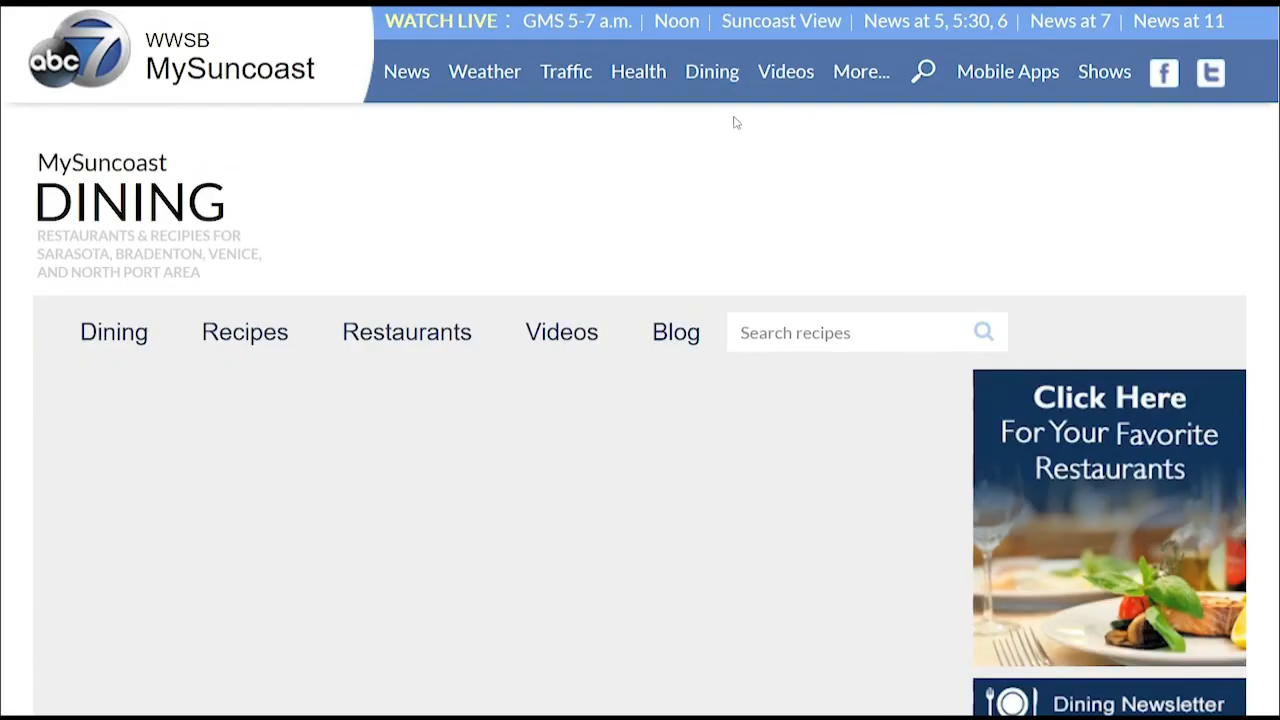 WATCH LIVE : GMS 5-7 a.m. | Noon | Suncoast View | News at 5, 5:30, 6 | News at 7 | News at 11
abc 7
WWSB
MySuncoast
News Weather Traffic Health Dining Videos More... Mobile Apps Shows f t
MySuncoast
DINING
RESTAURANTS & RECIPIES FOR
SARASOTA, BRADENTON, VENICE,
AND NORTH PORT AREA
Dining Recipes Restaurants Videos Blog Search recipes
Click Here
For Your Favorite
Restaurants
Dining Newsletter